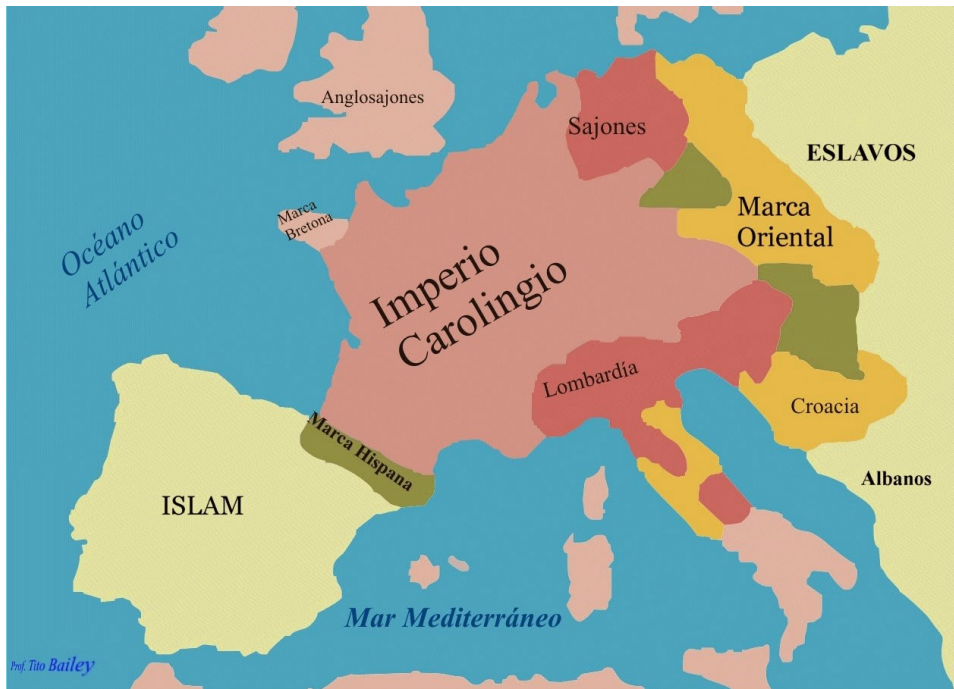 Anglosajones
Sajones
ESLAVOS
Marca
Bretona
Marca
Oriental
Océano
Atlántico
Imperio
Carolingio
Lombardía
Croacia
Marca Hispana
Albanos
ISLAM
Mar Mediterráneo
Prof. Tito Bailey